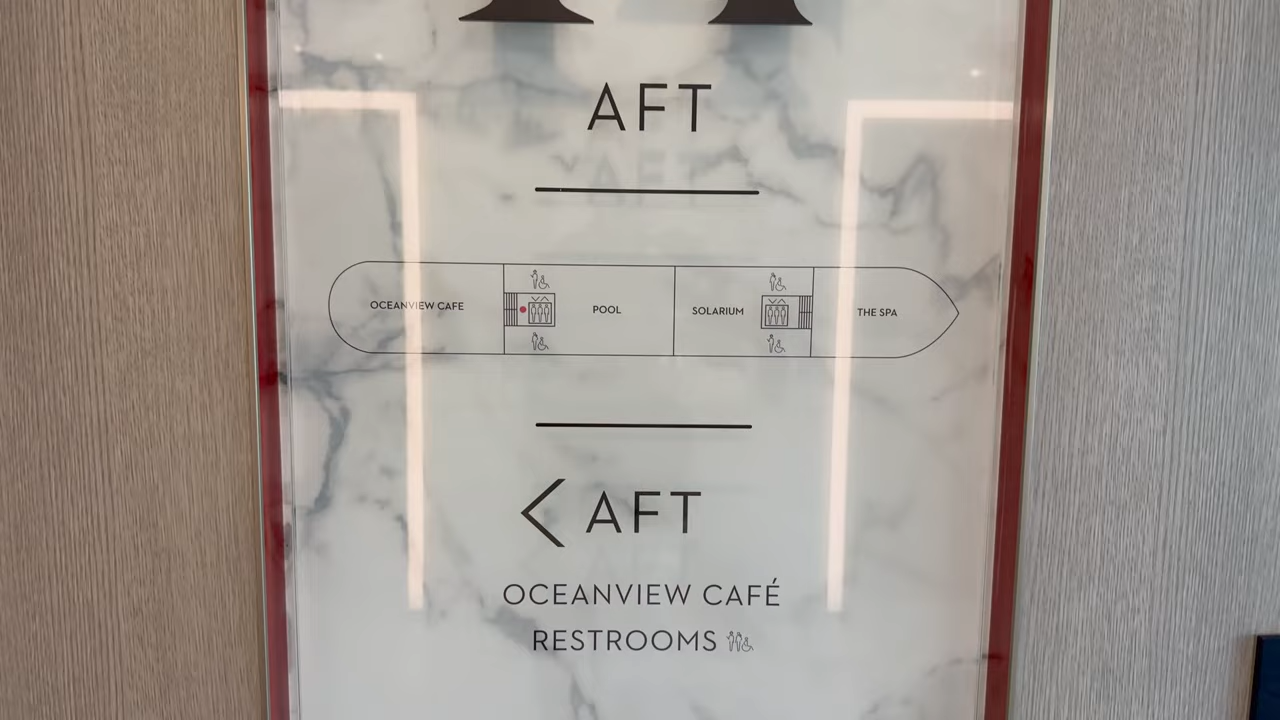 AFT
OCEANVIEW CAFE
POOL
SOLARIUM
THE SPA
< AFT
OCEANVIEW CAFÉ
RESTROOMS